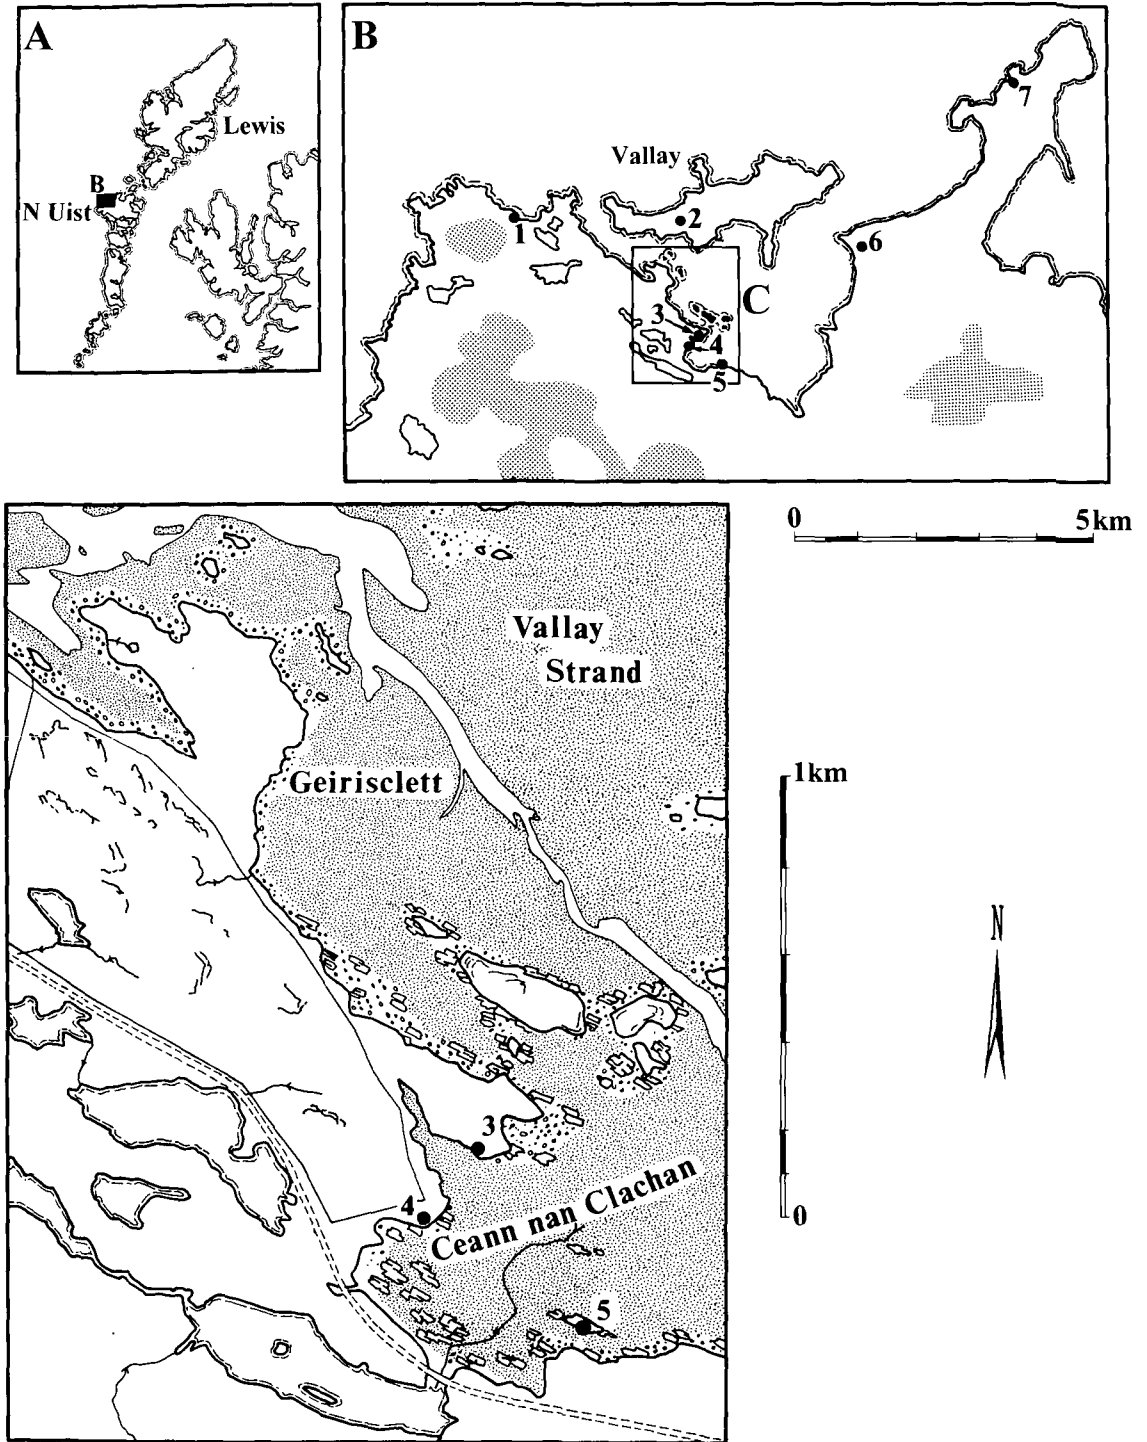 A
Lewis
B
N Uist
B
Vallay
1
2
3
4
5
6
7
C
0 5km
Vallay
Strand
Geirisclett
1km
N
3
4
Ceann nan Clachan
0
5